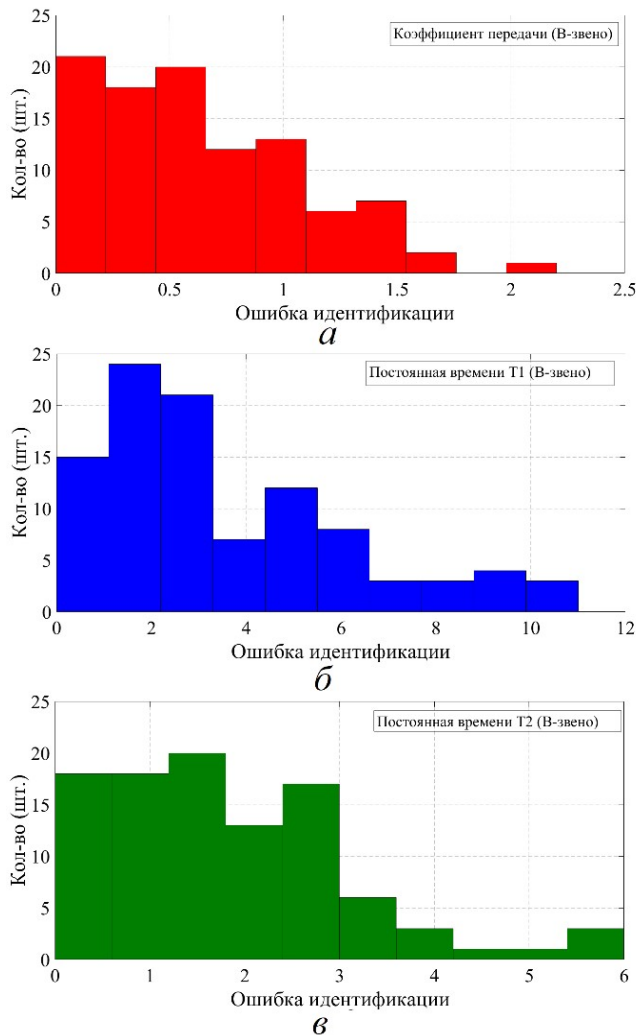 25
Коэффициент передачи (В-звено)
20
15
10
5
0
Кол-во (шт.)
0 0.5 1 1.5 2 2.5
Ошибка идентификации
а
25
Постоянная времени Т1 (В-звено)
20
15
10
5
0
Кол-во (шт.)
0 2 4 6 8 10 12
Ошибка идентификации
б
25
Постоянная времени Т2 (В-звено)
20
15
10
5
0
Кол-во (шт.)
0 1 2 3 4 5 6
Ошибка идентификации
в